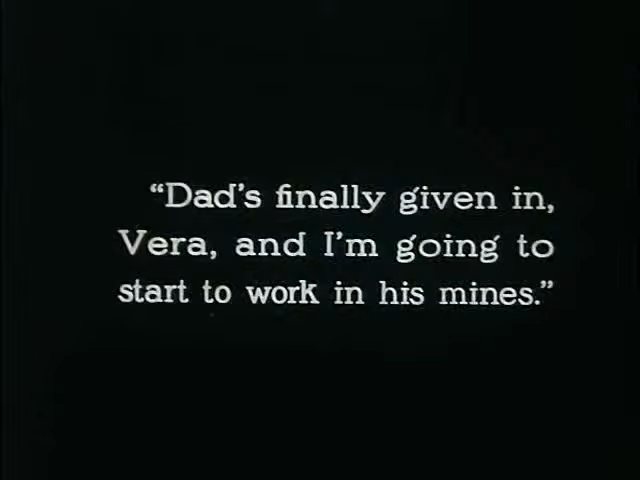 “Dad’s finally given in,
Vera, and I’m going to
start to work in his mines.”